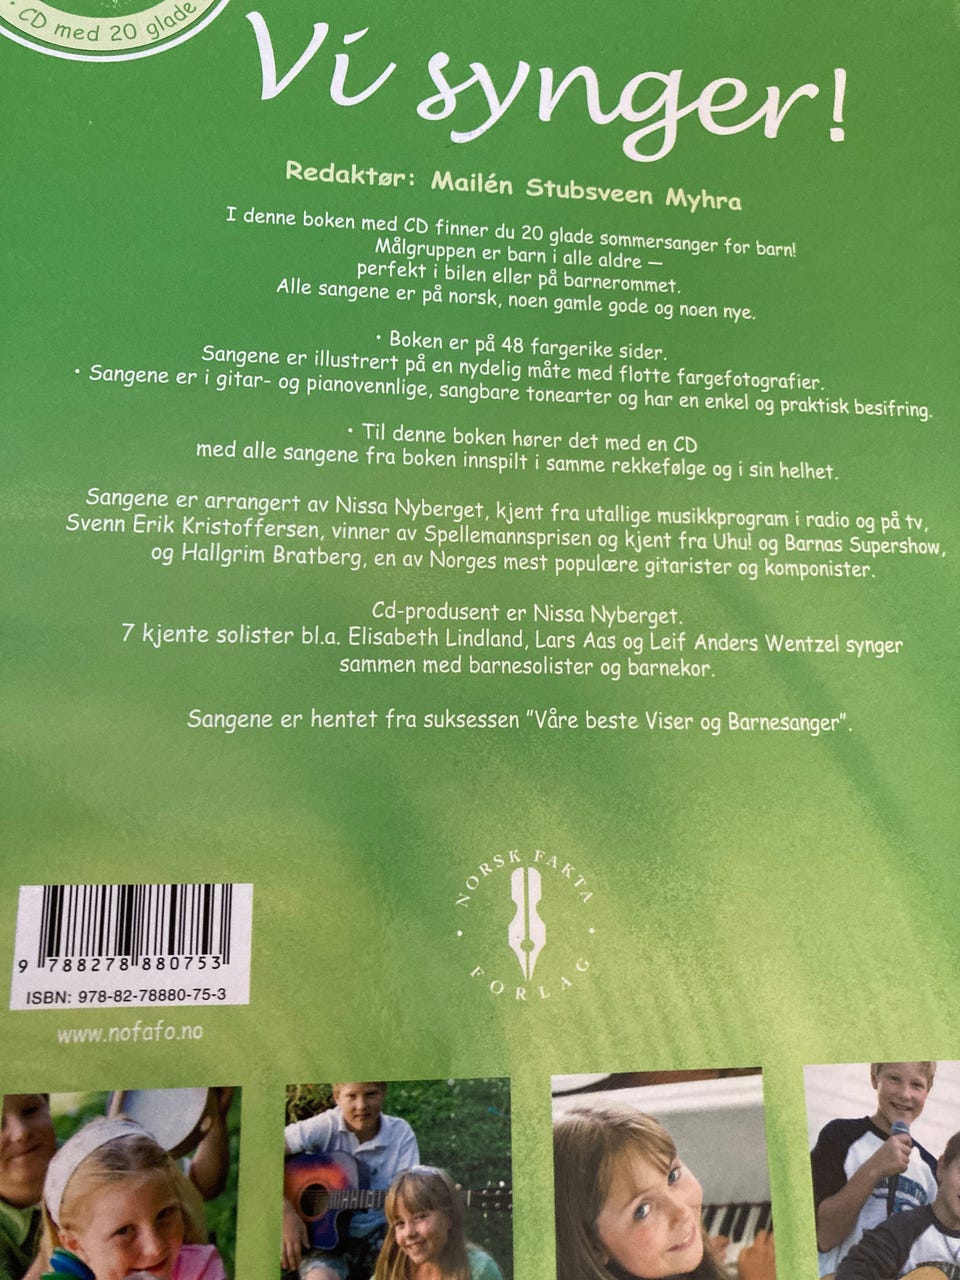 • CD med 20 glade
Vi synger!
Redaktør: Mailén Stubsveen Myhra
I denne boken med CD finner du 20 glade sommersanger for barn!
Målgruppen er barn i alle aldre —
perfekt i bilen eller på barnerommet.
Alle sangene er på norsk, noen gamle gode og noen nye.
• Boken er på 48 fargerike sider.
Sangene er illustrert på en nydelig måte med flotte fargefotografier.
• Sangene er i gitar- og pianovennlige, sangbare tonearter og har en enkel og praktisk besifring.
• Til denne boken hører det med en CD
med alle sangene fra boken innspilt i samme rekkefølge og i sin helhet.
Sangene er arrangert av Nissa Nyberget, kjent fra utallige musikkprogram i radio og på tv,
Svenn Erik Kristoffersen, vinner av Spellemannsprisen og kjent fra Uhu! og Barnas Supershow,
og Hallgrim Bratberg, en av Norges mest populære gitarister og komponister.
Cd-produsent er Nissa Nyberget.
7 kjente solister bl.a. Elisabeth Lindland, Lars Aas og Leif Anders Wentzel synger
sammen med barnesolister og barnekor.
Sangene er hentet fra suksessen "Våre beste Viser og Barnesanger".
• NORSK FAKTA •
FORLAG
9 788278 880753
ISBN: 978-82-78880-75-3
www.nofafo.no